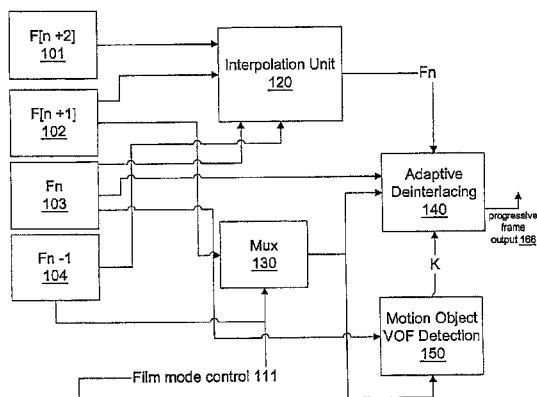 F[n +2]
101
F[n +1]
102
Fn
103
Fn -1
104
Interpolation Unit
120
Fn
Mux
130
Adaptive
Deinterlacing
140
progressive
frame
output 166
K
Motion Object
VOF Detection
150
Film mode control 111